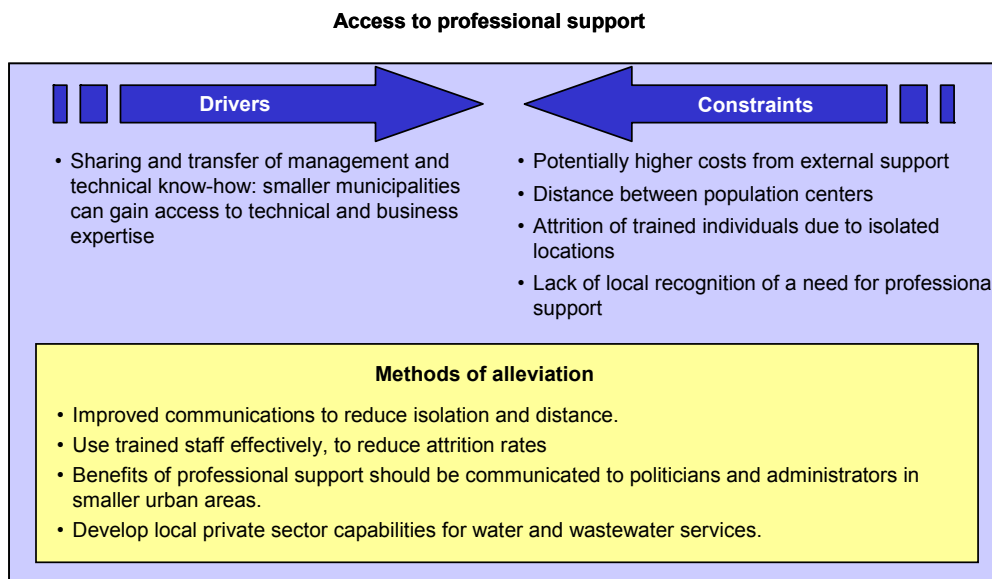 Access to professional support
Drivers
• Sharing and transfer of management and
technical know-how: smaller municipalities
can gain access to technical and business
expertise
Constraints
• Potentially higher costs from external support
• Distance between population centers
• Attrition of trained individuals due to isolated
locations
• Lack of local recognition of a need for professiona
support
Methods of alleviation
• Improved communications to reduce isolation and distance.
• Use trained staff effectively, to reduce attrition rates
• Benefits of professional support should be communicated to politicians and administrators in
smaller urban areas.
• Develop local private sector capabilities for water and wastewater services.